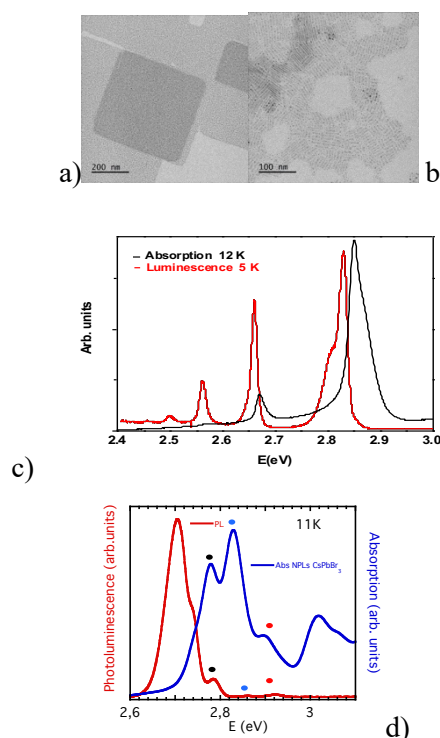 200 nm
100 nm
a)
b
Absorption 12 K
Luminescence 5 K
Arb. units
2.4 2.5 2.6 2.7 2.8 2.9 3.0
E(eV)
c)
Photoluminescence (arb.units)
PL
11K
Abs NPLs CsPbBr3
Absorption (arb. units)
2,6 2,8 3
E (eV)
d)